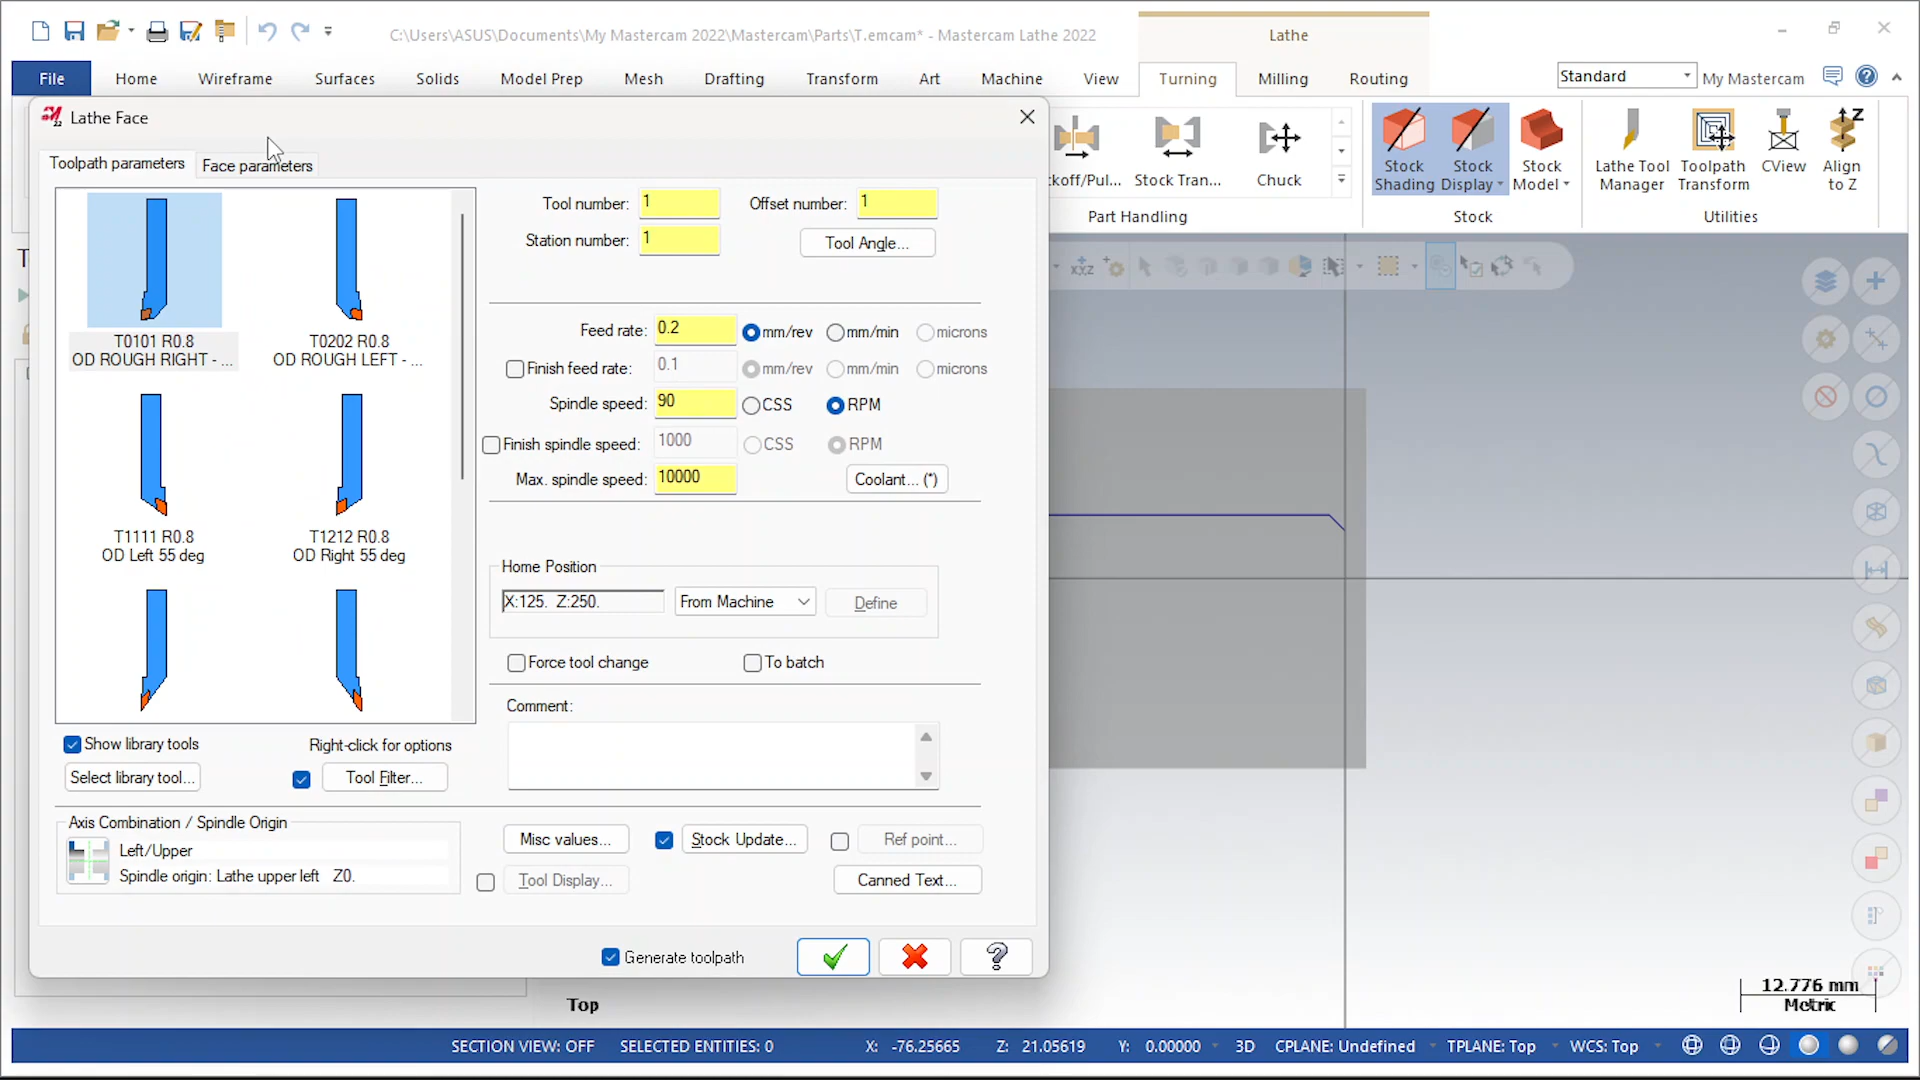 C:\Users\ASUS\Documents\My Mastercam 2022\Mastercam\Parts\T.emcam* - Mastercam Lathe 2022
Lathe
File Home Wireframe Surfaces Solids Model Prep Mesh Drafting Transform Art Machine View Turning Milling Routing
Standard
My Mastercam
Lathe Face
Toolpath parameters
Face parameters
koff/Pul...
Stock Tran...
Chuck
Part Handling
Stock Shading
Stock Display
Stock Model
Stock
Lathe Tool Manager
Toolpath Transform
CView
Align to Z
Utilities
T0101 R0.8
OD ROUGH RIGHT - ...
T0202 R0.8
OD ROUGH LEFT - ...
T1111 R0.8
OD Left 55 deg
T1212 R0.8
OD Right 55 deg
Show library tools
Right-click for options
Select library tool...
Tool Filter...
Axis Combination / Spindle Origin
Left/Upper
Spindle origin: Lathe upper left Z0.
Tool number: 1
Offset number: 1
Station number: 1
Tool Angle...
Feed rate: 0.2 mm/rev mm/min microns
Finish feed rate: 0.1 mm/rev mm/min microns
Spindle speed: 90 CSS RPM
Finish spindle speed: 1000 CSS RPM
Max. spindle speed: 10000
Coolant... (*)
Home Position
X:125. Z:250.
From Machine
Define
Force tool change
To batch
Comment:
Misc values...
Stock Update...
Ref point...
Tool Display...
Canned Text...
Generate toolpath
XYZ
Top
12.776 mm
Metric
SECTION VIEW: OFF SELECTED ENTITIES: 0 X: -76.25665 Z: 21.05619 Y: 0.00000 3D CPLANE: Undefined TPLANE: Top WCS: Top